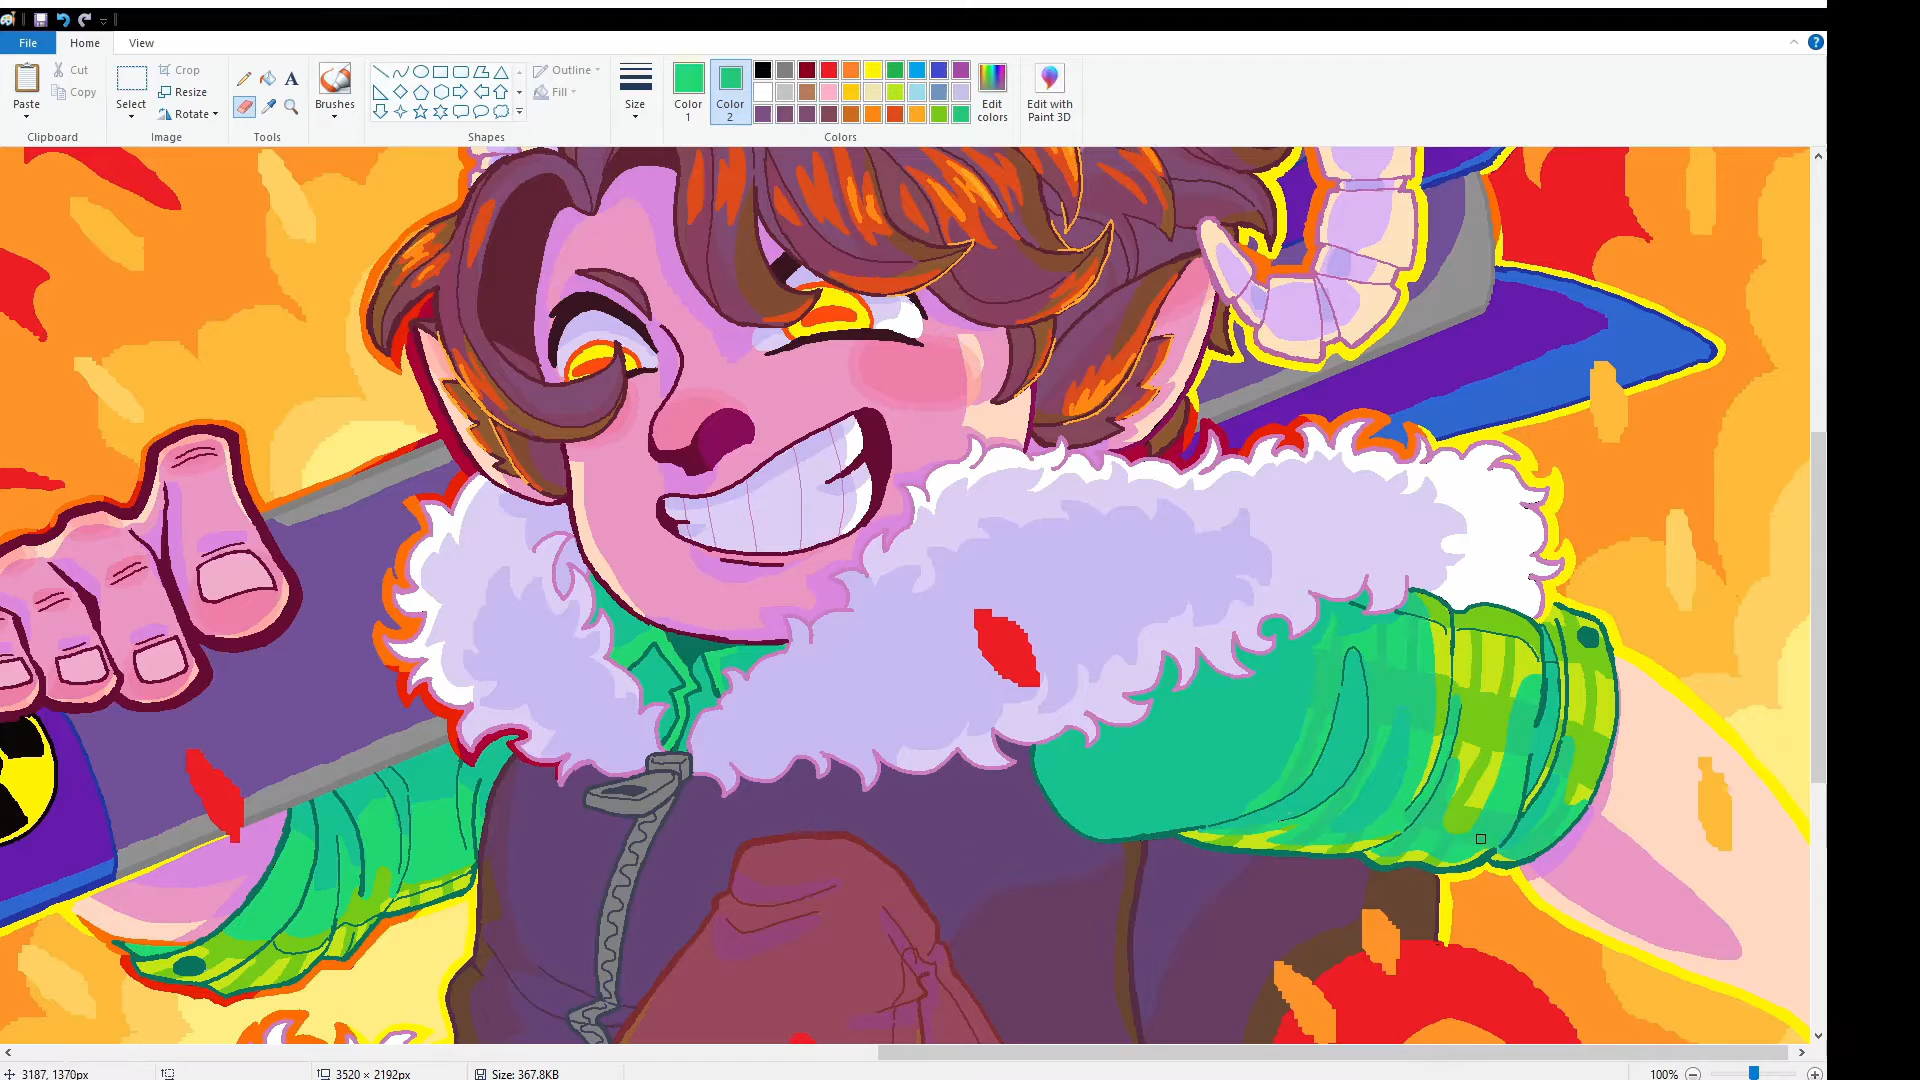 File Home View
Paste
Cut
Copy
Clipboard
Select
Crop
Resize
Rotate
Image
Tools
Brushes
Shapes
Outline
Fill
Size
Color
1
Color
2
Colors
Edit
colors
Edit with
Paint 3D
3187, 1370px
3520 × 2192px
Size: 367.8KB
100%